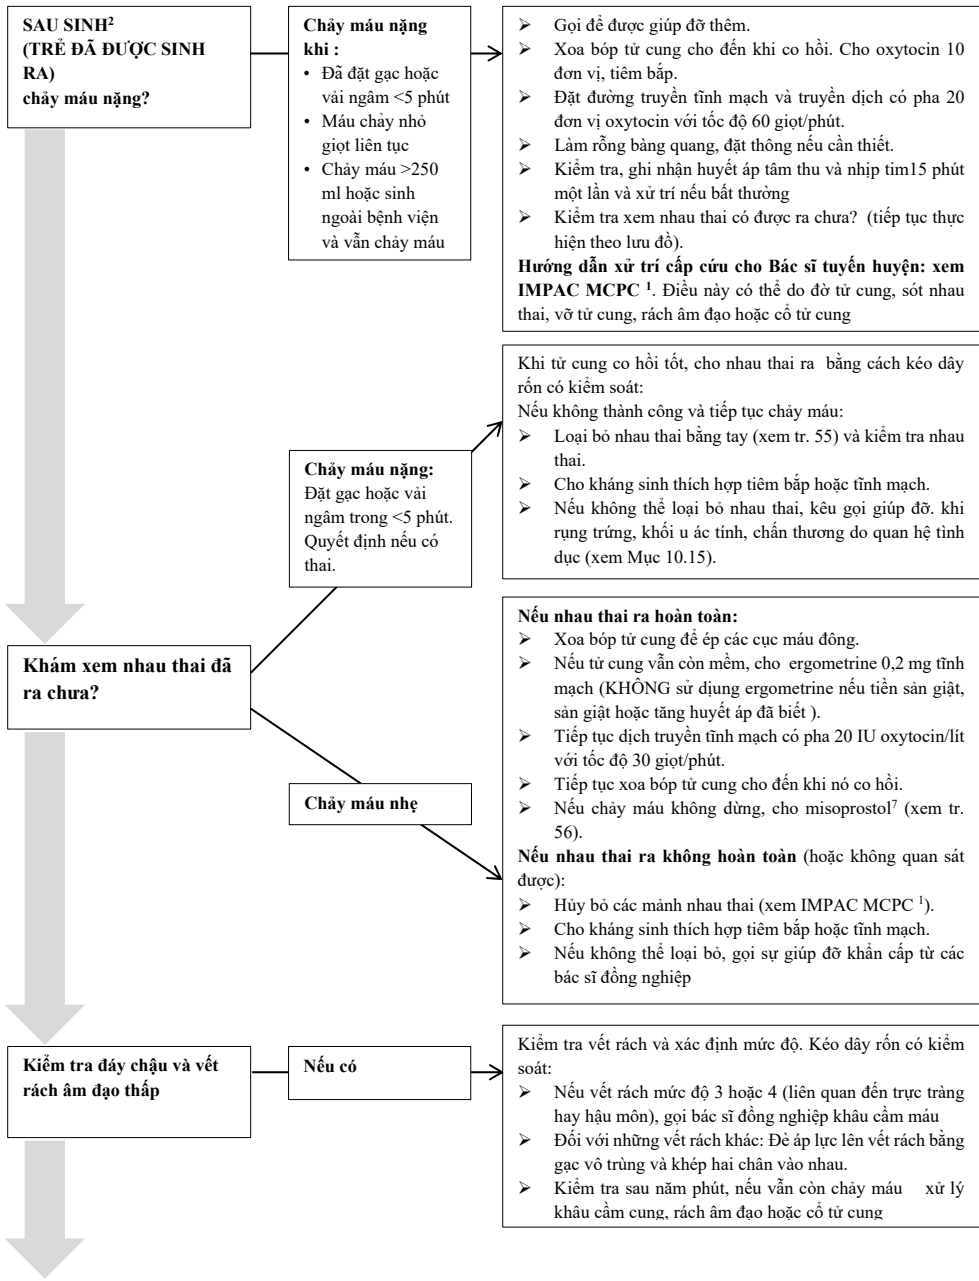 SAU SINH²
(TRẺ ĐÃ ĐƯỢC SINH
RA)
chảy máu nặng?
Chảy máu nặng
khi :
• Đã đặt gạc hoặc
vải ngâm <5 phút
• Máu chảy nhỏ
giọt liên tục
• Chảy máu >250
ml hoặc sinh
ngoài bệnh viện
và vẫn chảy máu
➢ Gọi để được giúp đỡ thêm.
➢ Xoa bóp tử cung cho đến khi co hồi. Cho oxytocin 10
đơn vị, tiêm bắp.
➢ Đặt đường truyền tĩnh mạch và truyền dịch có pha 20
đơn vị oxytocin với tốc độ 60 giọt/phút.
➢ Làm rỗng bàng quang, đặt thông nếu cần thiết.
➢ Kiểm tra, ghi nhận huyết áp tâm thu và nhịp tim15 phút
một lần và xử trí nếu bất thường
➢ Kiểm tra xem nhau thai có được ra chưa? (tiếp tục thực
hiện theo lưu đồ).
Hướng dẫn xử trí cấp cứu cho Bác sĩ tuyến huyện: xem
IMPAC MCPC ¹. Điều này có thể do đờ tử cung, sót nhau
thai, vỡ tử cung, rách âm đạo hoặc cổ tử cung
Khám xem nhau thai đã
ra chưa?
Chảy máu nặng:
Đặt gạc hoặc vải
ngâm trong <5 phút.
Quyết định nếu có
thai.
Khi tử cung co hồi tốt, cho nhau thai ra bằng cách kéo dây
rốn có kiểm soát:
Nếu không thành công và tiếp tục chảy máu:
➢ Loại bỏ nhau thai bằng tay (xem tr. 55) và kiểm tra nhau
thai.
➢ Cho kháng sinh thích hợp tiêm bắp hoặc tĩnh mạch.
➢ Nếu không thể loại bỏ nhau thai, kêu gọi giúp đỡ. khi
rụng trứng, khối u ác tính, chấn thương do quan hệ tình
dục (xem Mục 10.15).
Chảy máu nhẹ
Nếu nhau thai ra hoàn toàn:
➢ Xoa bóp tử cung để ép các cục máu đông.
➢ Nếu tử cung vẫn còn mềm, cho ergometrine 0,2 mg tĩnh
mạch (KHÔNG sử dịụng ergometrine nếu tiền sản giật,
sản giật hoặc tăng huyết áp đã biết ).
➢ Tiếp tục dịch truyền tĩnh mạch có pha 20 IU oxytocin/lít
với tốc độ 30 giọt/phút.
➢ Tiếp tục xoa bóp tử cung cho đến khi nó co hồi.
➢ Nếu chảy máu không dừng, cho misoprostol⁷ (xem tr.
56).
Nếu nhau thai ra không hoàn toàn (hoặc không quan sát
được):
➢ Hủy bỏ các mảnh nhau thai (xem IMPAC MCPC ¹).
➢ Cho kháng sinh thích hợp tiêm bắp hoặc tĩnh mạch.
➢ Nếu không thể loại bỏ, gọi sự giúp đỡ khẩn cấp từ các
bác sĩ đồng nghiệp
Kiểm tra đáy chậu và vết
rách âm đạo thấp
Nếu có
Kiểm tra vết rách và xác định mức độ. Kéo dây rốn có kiểm
soát:
➢ Nếu vết rách mức độ 3 hoặc 4 (liên quan đến trực tràng
hay hậu môn), gọi bác sĩ đồng nghiệp khâu cầm máu
➢ Đối với những vết rách khác: Đè áp lực lên vết rách bằng
gạc vô trùng và khép hai chân vào nhau.
➢ Kiểm tra sau năm phút, nếu vẫn còn chảy máu xử lý
khâu cầm cung, rách âm đạo hoặc cổ tử cung